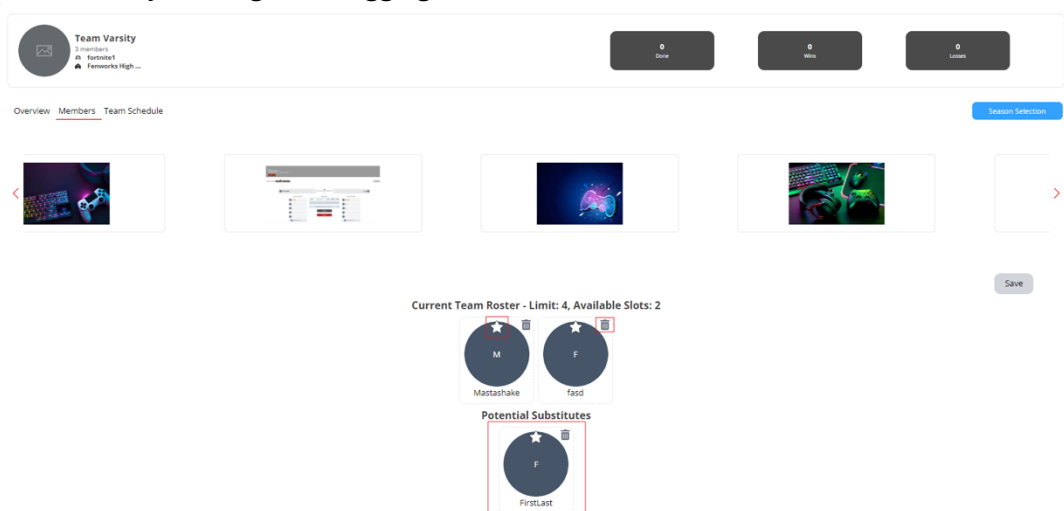 Team Varsity
3 members
fortnite1
Fenworks High ...
0
Done
0
Wins
0
Losses
Overview Members Team Schedule
Season Selection
Save
Current Team Roster - Limit: 4, Available Slots: 2
M
F
Mastashake
fasd
Potential Substitutes
F
FirstLast